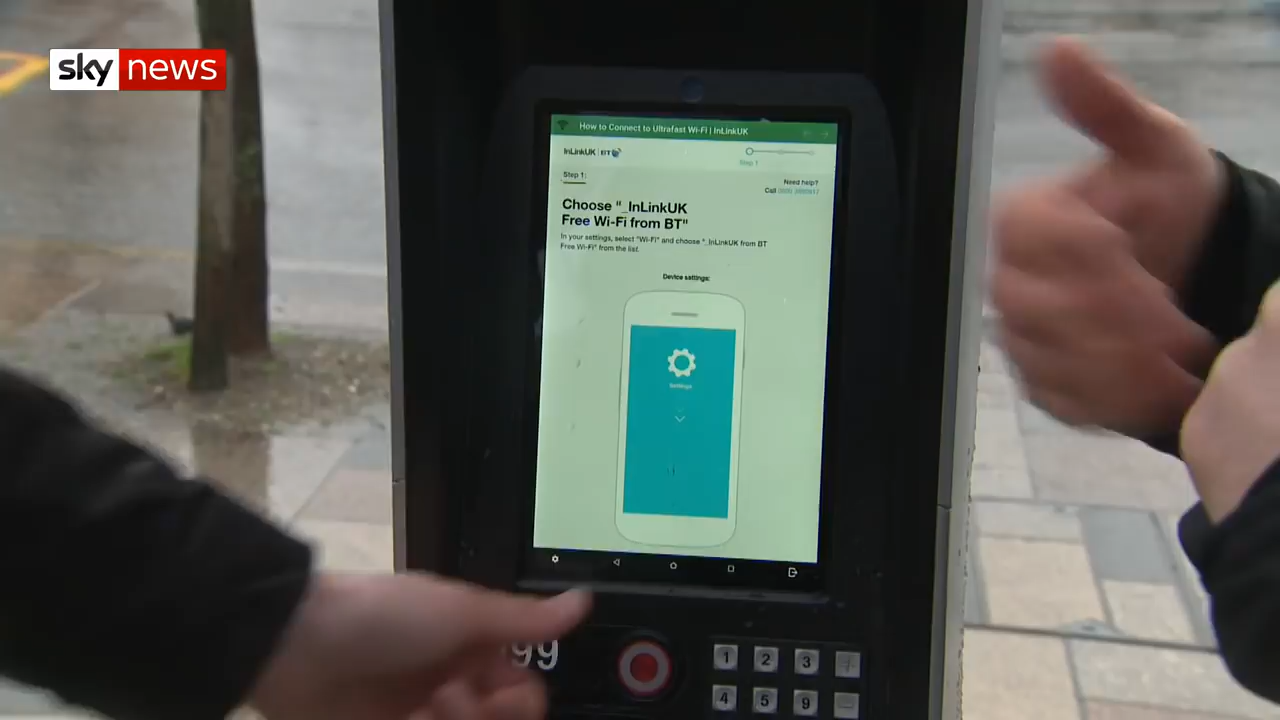 sky news
How to Connect to Ultrafast Wi-Fi | InLinkUK
InLinkUK | BT
Step 1
Step 1:
Need help?
Call
Choose "_InLinkUK
Free Wi-Fi from BT"
In your settings, select "Wi-Fi" and choose "_InLinkUK from BT
Free Wi-Fi" from the list.
Device settings:
Settings
99
1 2 3 +
4 5 9 −